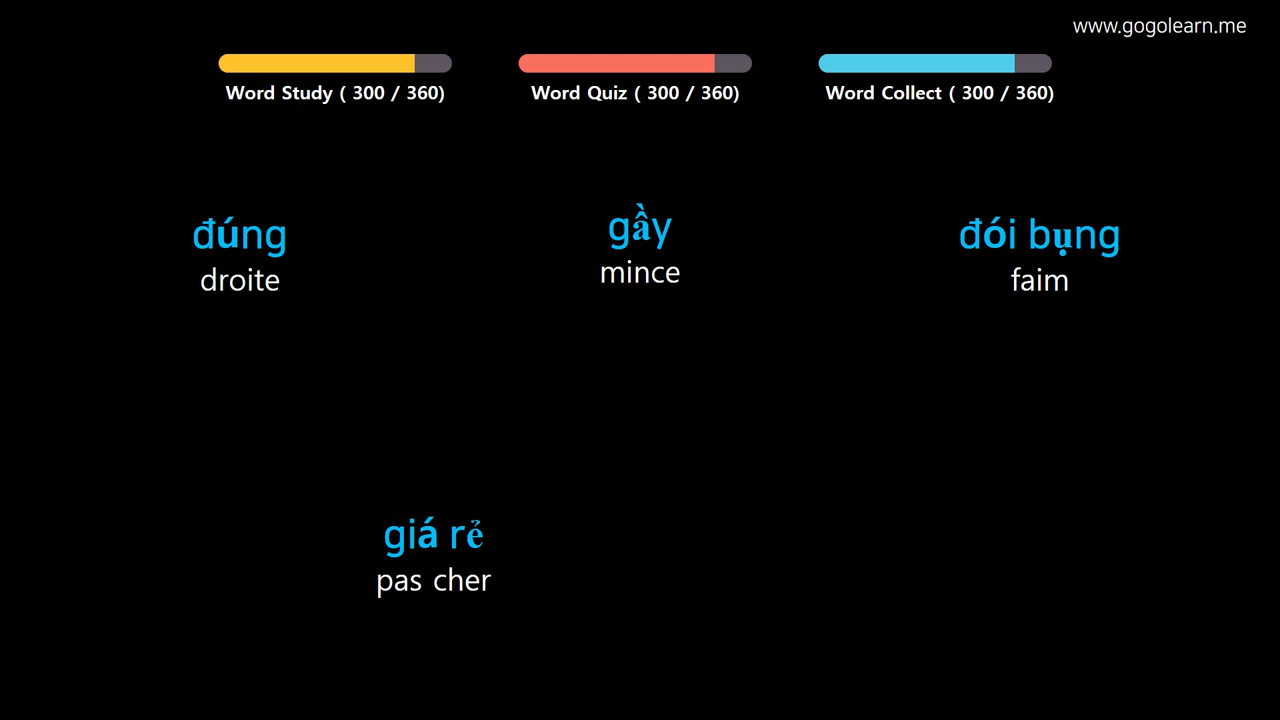 www.gogolearn.me
Word Study ( 300 / 360)
Word Quiz ( 300 / 360)
Word Collect ( 300 / 360)
đúng
droite
gầy
mince
đói bụng
faim
giá rẻ
pas cher